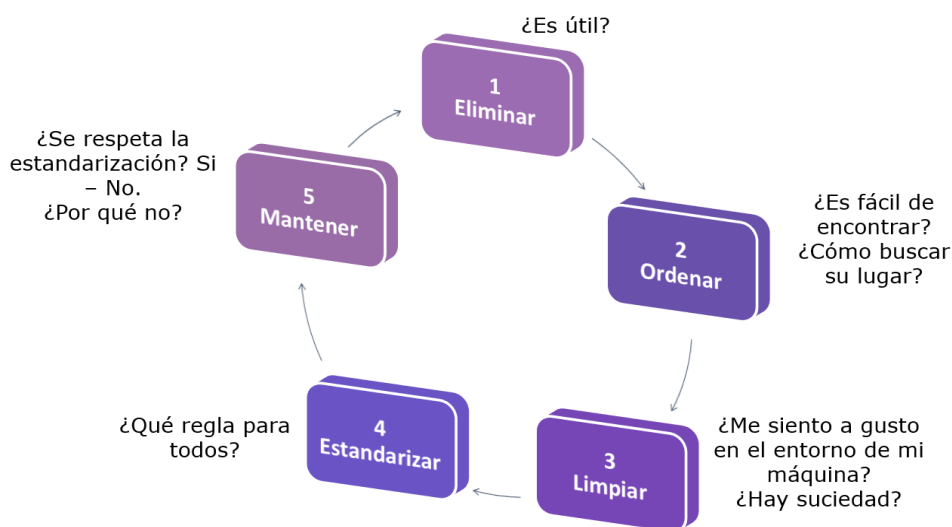 ¿Es útil?
1
Eliminar
¿Es fácil de
encontrar?
¿Cómo buscar
su lugar?
2
Ordenar
¿Me siento a gusto
en el entorno de mi
máquina?
¿Hay suciedad?
3
Limpiar
¿Qué regla para
todos?
4
Estandarizar
¿Se respeta la
estandarización? Si
– No.
¿Por qué no?
5
Mantener